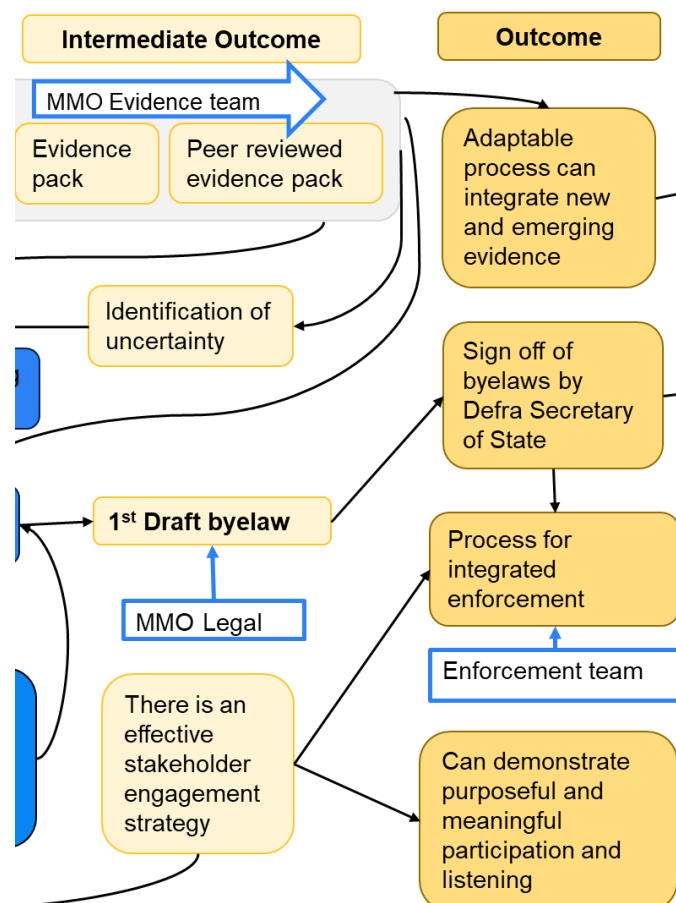 Intermediate Outcome
Outcome
MMO Evidence team
Evidence
pack
Peer reviewed
evidence pack
Adaptable
process can
integrate new
and emerging
evidence
Identification of
uncertainty
Sign off of
byelaws by
Defra Secretary
of State
1st Draft byelaw
MMO Legal
Process for
integrated
enforcement
Enforcement team
There is an
effective
stakeholder
engagement
strategy
Can demonstrate
purposeful and
meaningful
participation and
listening